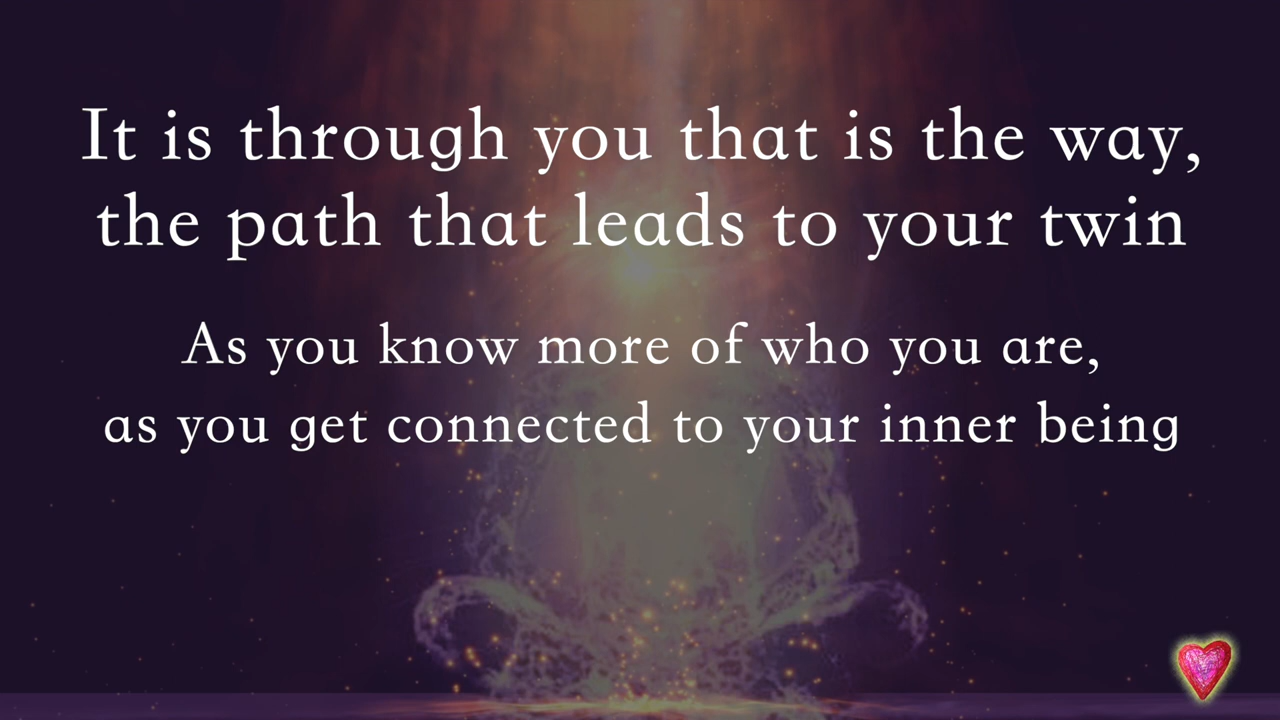 It is through you that is the way,
the path that leads to your twin
As you know more of who you are,
as you get connected to your inner being